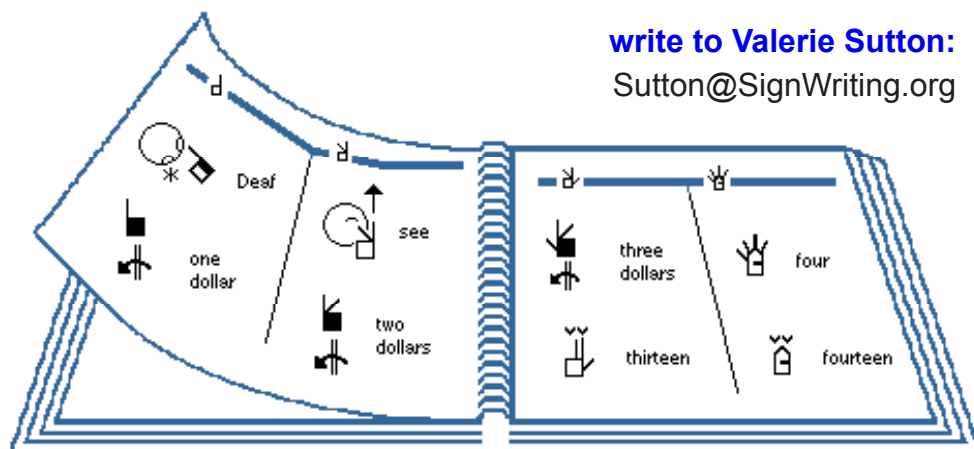 write to Valerie Sutton:
Sutton@SignWriting.org
Deaf
one
dollar
see
two
dollars
three
dollars
thirteen
four
fourteen